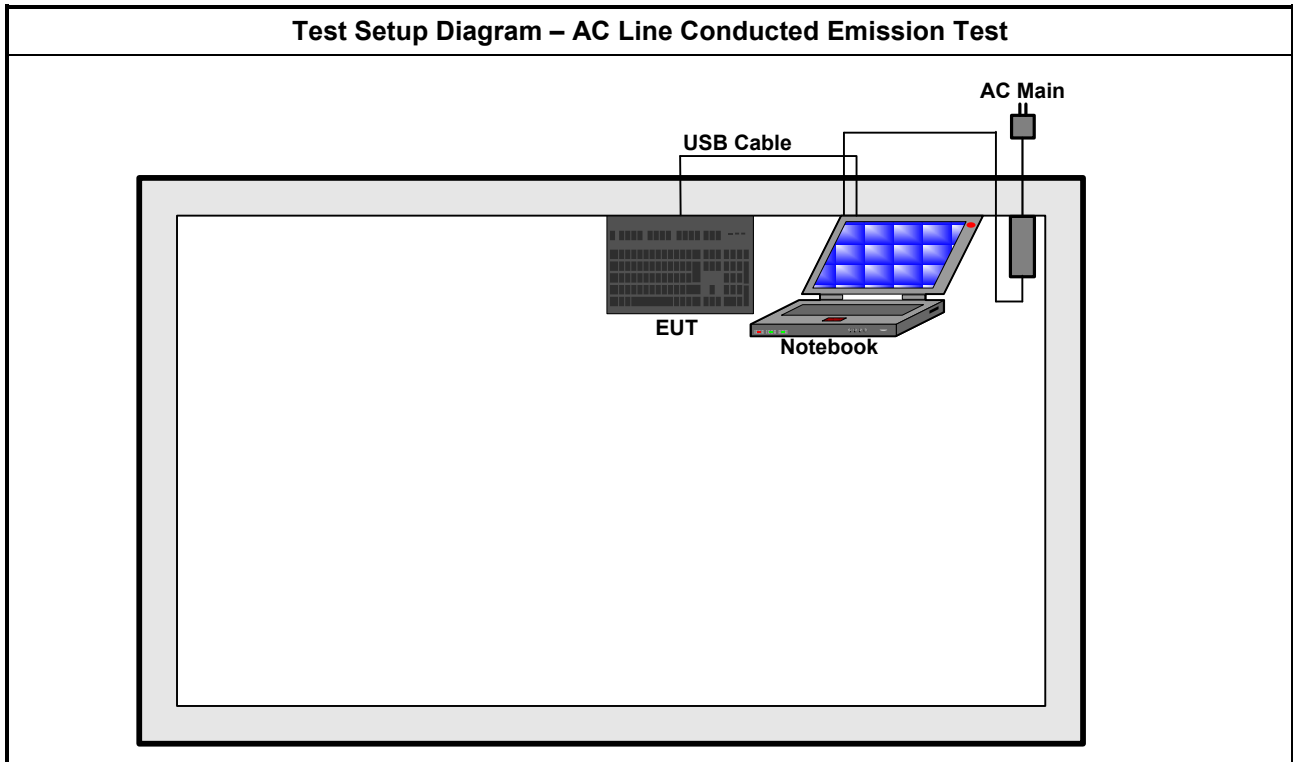 Test Setup Diagram – AC Line Conducted Emission Test
AC Main
USB Cable
EUT
Notebook